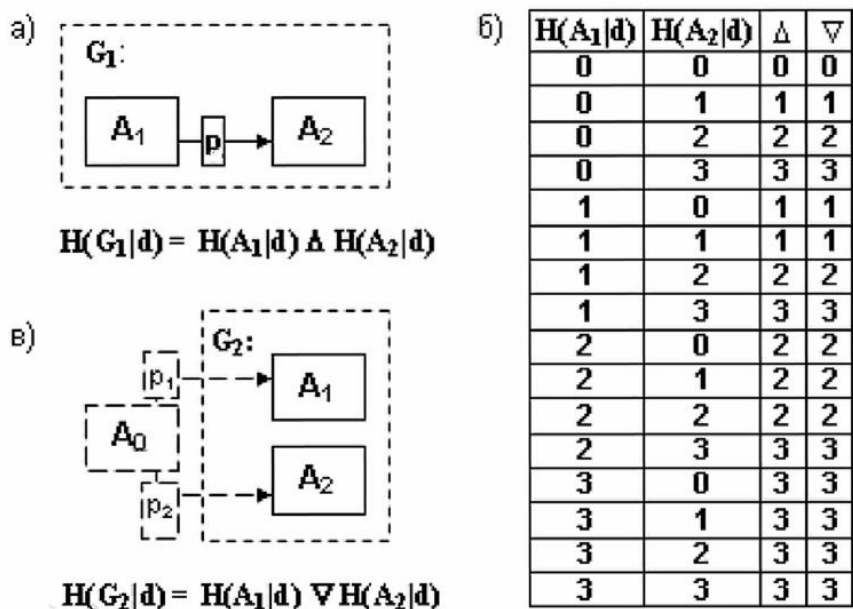 а)
G₁:
A₁
p
A₂
H(G₁|d) = H(A₁|d) Δ H(A₂|d)
в)
G₂:
p₁
A₁
A₀
A₂
p₂
H(G₂|d) = H(A₁|d) ∇ H(A₂|d)
б)
H(A₁|d) H(A₂|d) Δ ∇
0 0 0 0
0 1 1 1
0 2 2 2
0 3 3 3
1 0 1 1
1 1 1 1
1 2 2 2
1 3 3 3
2 0 2 2
2 1 2 2
2 2 2 2
2 3 3 3
3 0 3 3
3 1 3 3
3 2 3 3
3 3 3 3